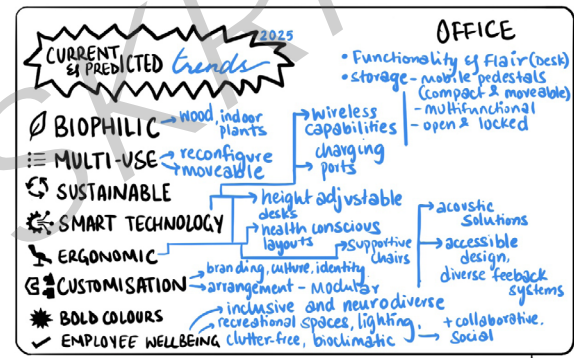 CURRENT
& PREDICTED
trends
2025
OFFICE
• Functionality & Flair (Desk)
• storage - mobile pedestals
(compact & moveable)
- multifunctional
- open & locked
BIOPHILIC
wood, indoor
plants
MULTI-USE
reconfigure
moveable
SUSTAINABLE
SMART TECHNOLOGY
wireless
capabilities
charging
ports
ERGONOMIC
height adjustable
desks
health conscious
layouts
supportive
chairs
CUSTOMISATION
branding, culture, identity
arrangement - Modular
BOLD COLOURS
EMPLOYEE WELLBEING
inclusive and neurodiverse
recreational spaces, lighting,
clutter-free, bioclimatic
acoustic
solutions
accessible
design,
diverse feeback
systems
+ collaborative.
Social